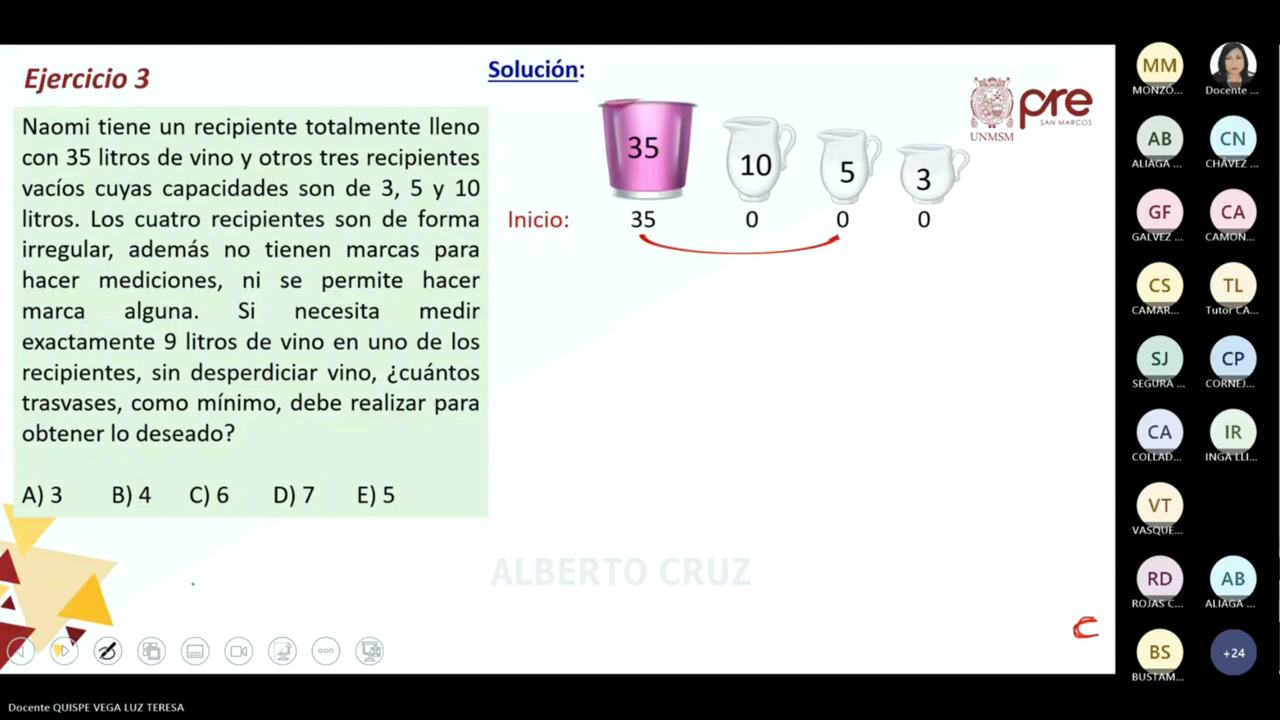 Ejercicio 3
Naomi tiene un recipiente totalmente lleno
con 35 litros de vino y otros tres recipientes
vacíos cuyas capacidades son de 3, 5 y 10
litros. Los cuatro recipientes son de forma
irregular, además no tienen marcas para
hacer mediciones, ni se permite hacer
marca alguna. Si necesita medir
exactamente 9 litros de vino en uno de los
recipientes, sin desperdiciar vino, ¿cuántos
trasvases, como mínimo, debe realizar para
obtener lo deseado?
A) 3 B) 4 C) 6 D) 7 E) 5
Solución:
35 10 5 3
Inicio: 35 0 0 0
UNMSM
pre
SAN MARCOS
ALBERTO CRUZ
C
MM
MONZO...
Docente ...
AB
ALIAGA ...
CN
CHÁVEZ ...
GF
GALVEZ ...
CA
CAMON...
CS
CAMAR...
TL
Tutor CA...
SJ
SEGURA ...
CP
CORNEJ...
CA
COLLAD...
IR
INGA LLI...
VT
VASQUE...
RD
ROJAS C...
AB
ALIAGA ...
BS
BUSTAM...
+24
Docente QUISPE VEGA LUZ TERESA